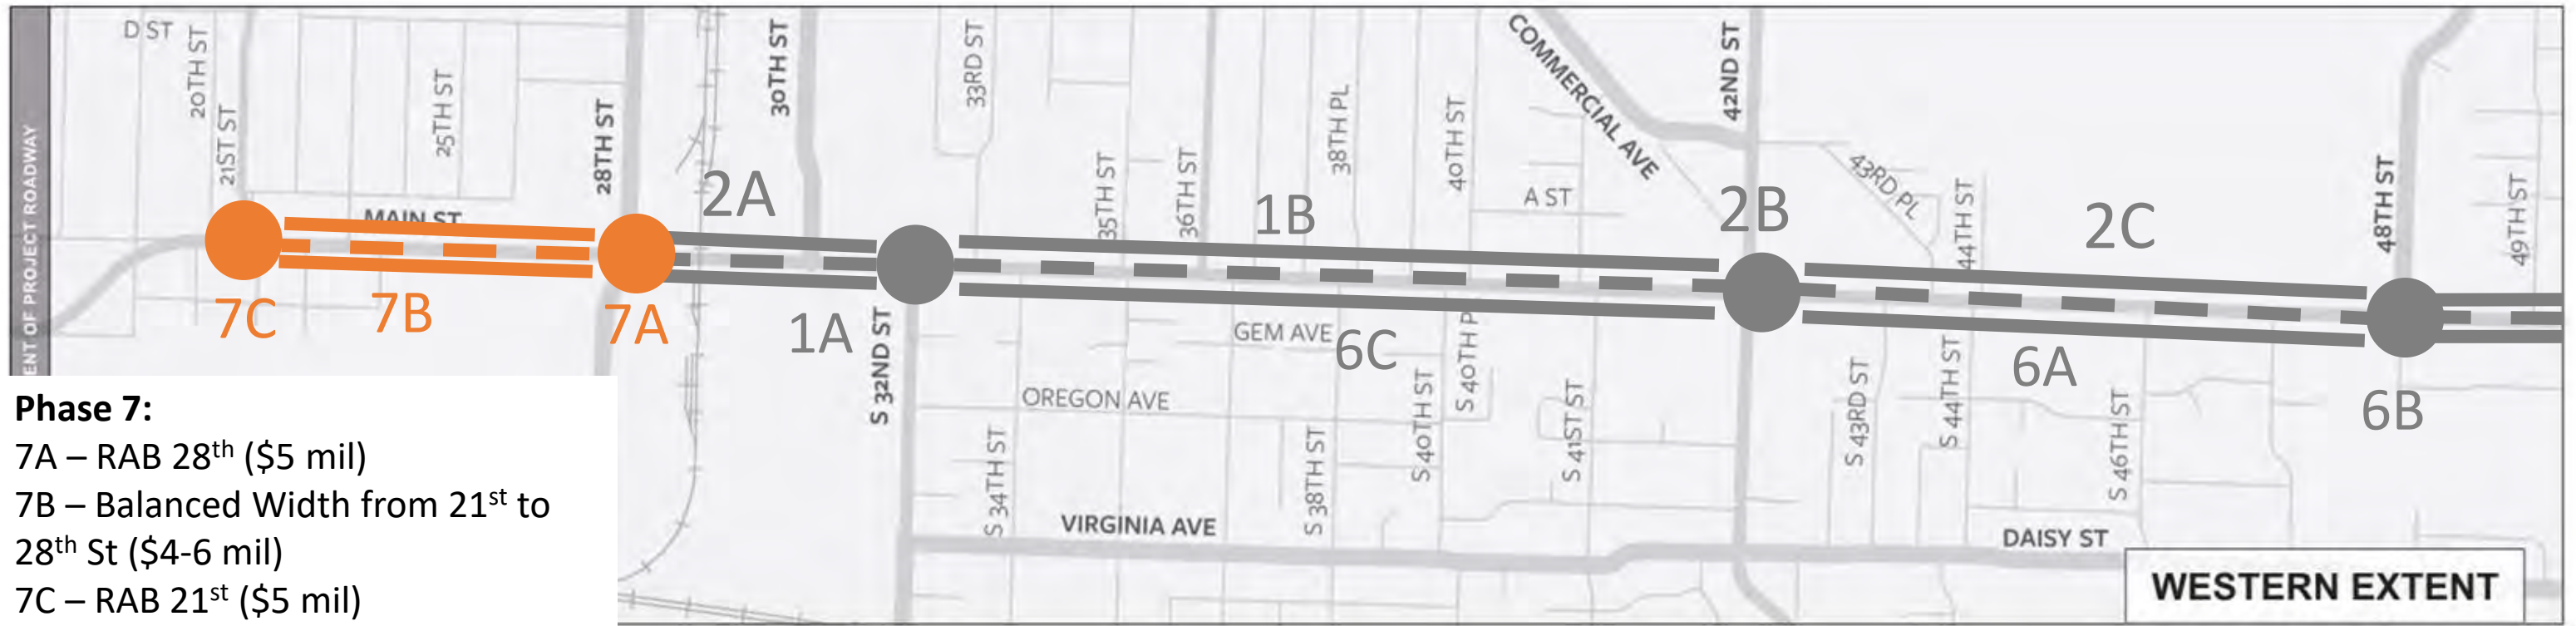 D ST
20TH ST
21ST ST
25TH ST
28TH ST
30TH ST
33RD ST
35TH ST
36TH ST
38TH PL
40TH ST
COMMERCIAL AVE
A ST
42ND ST
43RD PL
44TH ST
48TH ST
49TH ST
ENT OF PROJECT ROADWAY
MAIN ST
2A
1B
2B
2C
7C
7B
7A
1A
S 32ND ST
GEM AVE
6C
S 40TH P
6A
6B
OREGON AVE
S 34TH ST
S 38TH ST
S 40TH ST
S 41ST ST
S 43RD ST
S 44TH ST
S 46TH ST
VIRGINIA AVE
DAISY ST
Phase 7:
7A – RAB 28th ($5 mil)
7B – Balanced Width from 21st to
28th St ($4-6 mil)
7C – RAB 21st ($5 mil)
WESTERN EXTENT